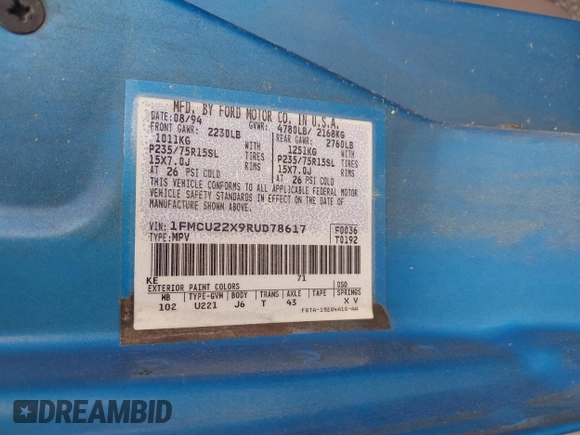 MFD. BY FORD MOTOR CO. IN U.S.A.
DATE: 08/94 GVWR: 4780LB/ 2168KG
FRONT GAWR: 2230LB REAR GAWR: 2760LB
1011KG WITH 1251KG WITH
P235/75R15SL TIRES P235/75R15SL TIRES
15X7.0J RIMS 15X7.0J RIMS
AT 26 PSI COLD AT 26 PSI COLD
THIS VEHICLE CONFORMS TO ALL APPLICABLE FEDERAL MOTOR
VEHICLE SAFETY STANDARDS IN EFFECT ON THE DATE OF
MANUFACTURE SHOWN ABOVE.
VIN: 1FMCU22X9RUD78617 F0036
TYPE: MPV T0192
KE 71
EXTERIOR PAINT COLORS DSO
WB TYPE-GVW BODY TRANS AXLE TAPE SPRINGS
102 U221 J6 T 43 X V
F0TA-15204A10-AA
DREAMBID